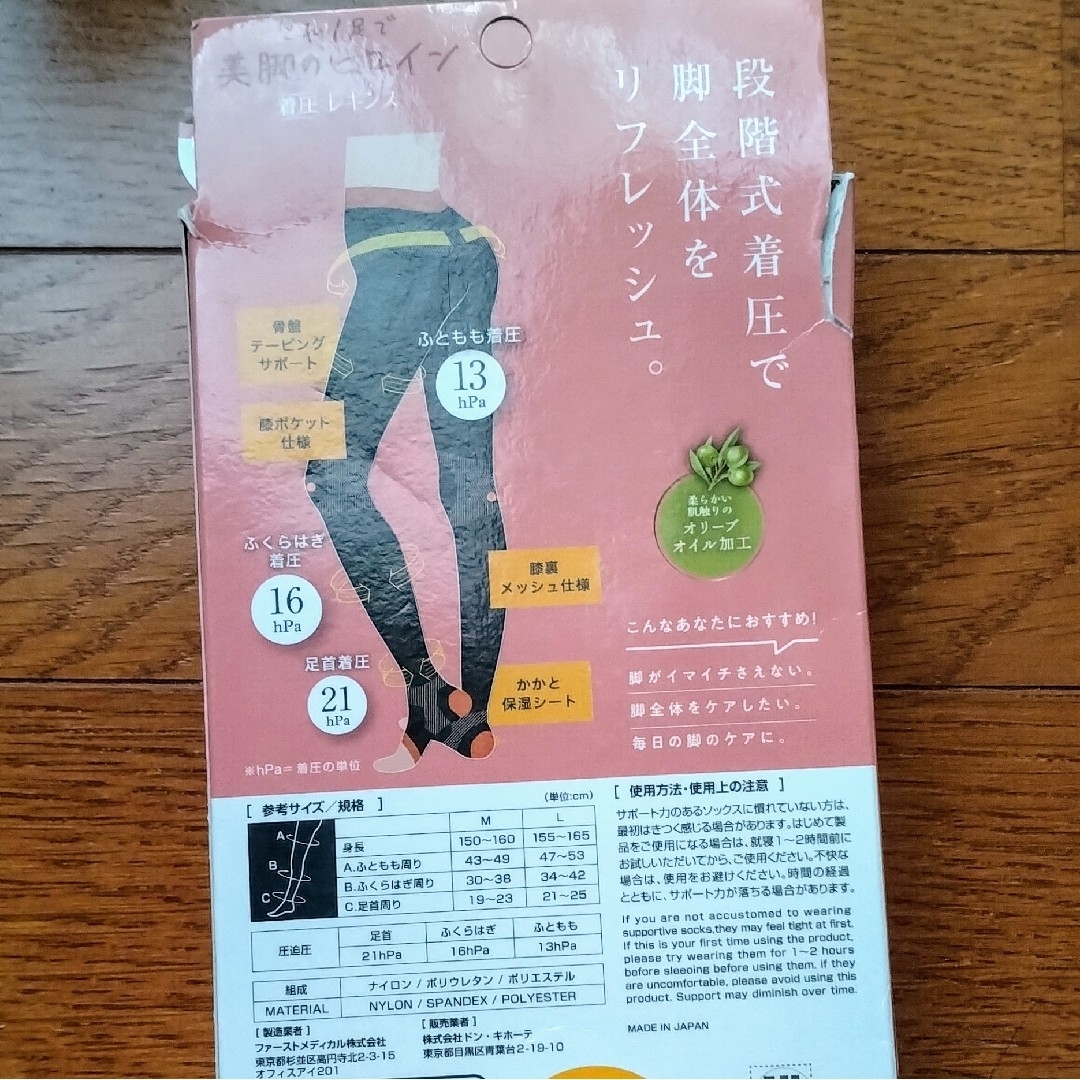 これ1足で
美脚のヒロイン
着圧 レギンス
段階式着圧で
脚全体を
リフレッシュ。
骨盤
テーピング
サポート
ふともも着圧
13
hPa
膝ポケット
仕様
柔らかい
肌触りの
オリーブ
オイル加工
ふくらはぎ
着圧
16
hPa
膝裏
メッシュ仕様
足首着圧
21
hPa
かかと
保湿シート
※hPa=着圧の単位
こんなあなたにおすすめ!
脚がイマイチさえない。
脚全体をケアしたい。
毎日の脚のケアに。
[ 参考サイズ/規格 ]
(単位:cm)
A
B
C
M L
身長 150~160 155~165
A.ふともも周り 43~49 47~53
B.ふくらはぎ周り 30~38 34~42
C.足首周り 19~23 21~25
圧迫圧 足首 ふくらはぎ ふともも
21hPa 16hPa 13hPa
組成 ナイロン / ポリウレタン / ポリエステル
MATERIAL NYLON / SPANDEX / POLYESTER
[ 製造業者 ]
ファーストメディカル株式会社
東京都杉並区高円寺北2-3-15
オフィスアイ201
[ 販売業者 ]
株式会社ドン・キホーテ
東京都目黒区青葉台2-19-10
[ 使用方法・使用上の注意 ]
サポート力のあるソックスに慣れていない方は、
最初はきつく感じる場合があります。はじめて製
品をご使用になる場合は、就寝1~2時間前に
お試しいただいてから、ご使用ください。不快な
場合は、使用をお避けください。時間の経過
とともに、サポート力が落ちる場合があります。
If you are not accustomed to wearing
supportive socks,they may feel tight at first.
If this is your first time using the product,
please try wearing them for 1~2 hours
before sleeoing before using them. if they
are uncomfortable, please avoid using this
product. Support may diminish over time.
MADE IN JAPAN